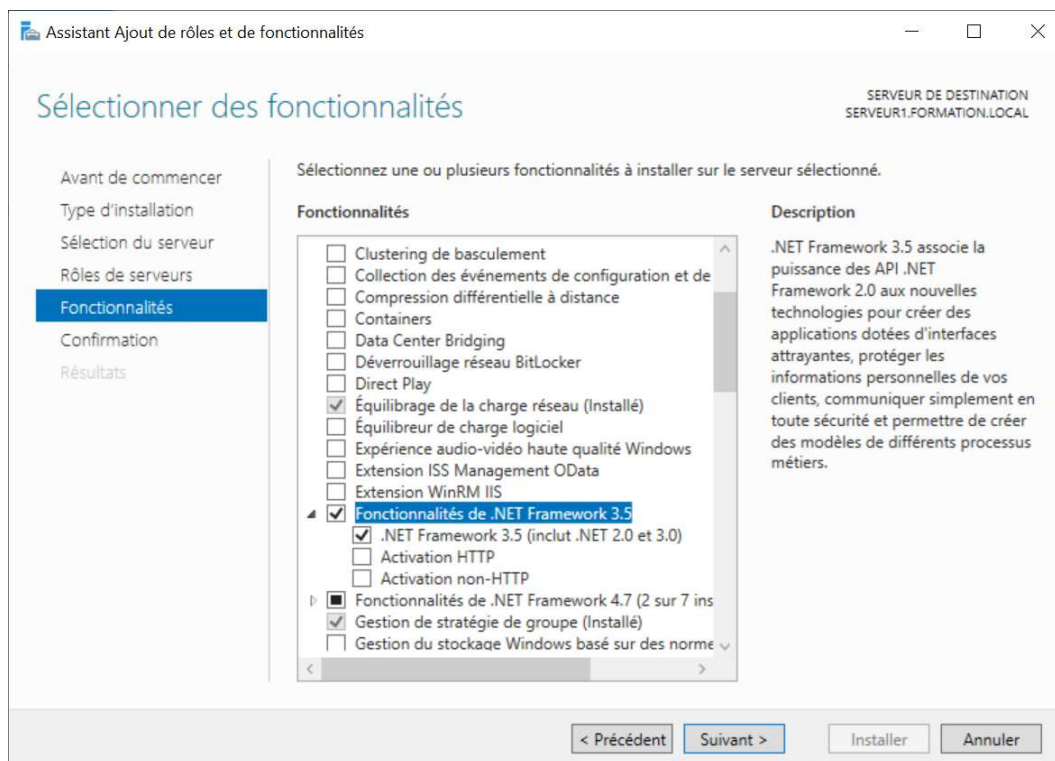 Assistant Ajout de rôles et de fonctionnalités
Sélectionner des fonctionnalités
SERVEUR DE DESTINATION
SERVEUR1.FORMATION.LOCAL
Avant de commencer
Type d'installation
Sélection du serveur
Rôles de serveurs
Fonctionnalités
Confirmation
Résultats
Sélectionnez une ou plusieurs fonctionnalités à installer sur le serveur sélectionné.
Fonctionnalités
Clustering de basculement
Collection des événements de configuration et de
Compression différentielle à distance
Containers
Data Center Bridging
Déverrouillage réseau BitLocker
Direct Play
Équilibrage de la charge réseau (Installé)
Équilibreur de charge logiciel
Expérience audio-vidéo haute qualité Windows
Extension ISS Management OData
Extension WinRM IIS
Fonctionnalités de .NET Framework 3.5
.NET Framework 3.5 (inclut .NET 2.0 et 3.0)
Activation HTTP
Activation non-HTTP
Fonctionnalités de .NET Framework 4.7 (2 sur 7 ins
Gestion de stratégie de groupe (Installé)
Gestion du stockage Windows basé sur des norme
Description
.NET Framework 3.5 associe la
puissance des API .NET
Framework 2.0 aux nouvelles
technologies pour créer des
applications dotées d'interfaces
attrayantes, protéger les
informations personnelles de vos
clients, communiquer simplement en
toute sécurité et permettre de créer
des modèles de différents processus
métiers.
< Précédent
Suivant >
Installer
Annuler